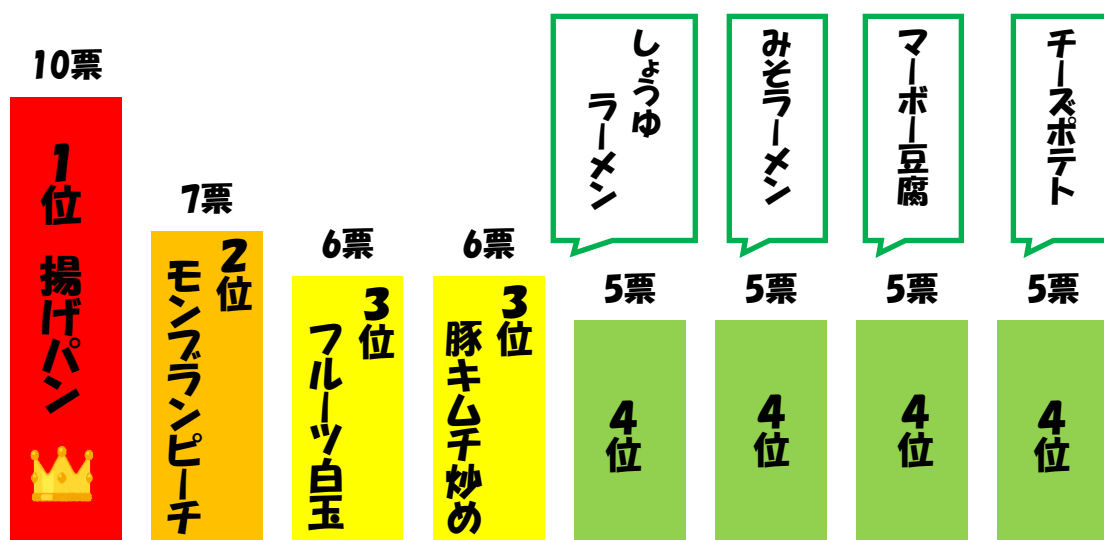 10票
1位 揚げパン
7票
2位
モンブランピーチ
6票
3位
フルーツ白玉
6票
3位
豚キムチ炒め
しょうゆ
ラーメン
5票
4位
みそラーメン
5票
4位
マーボー豆腐
5票
4位
チーズポテト
5票
4位